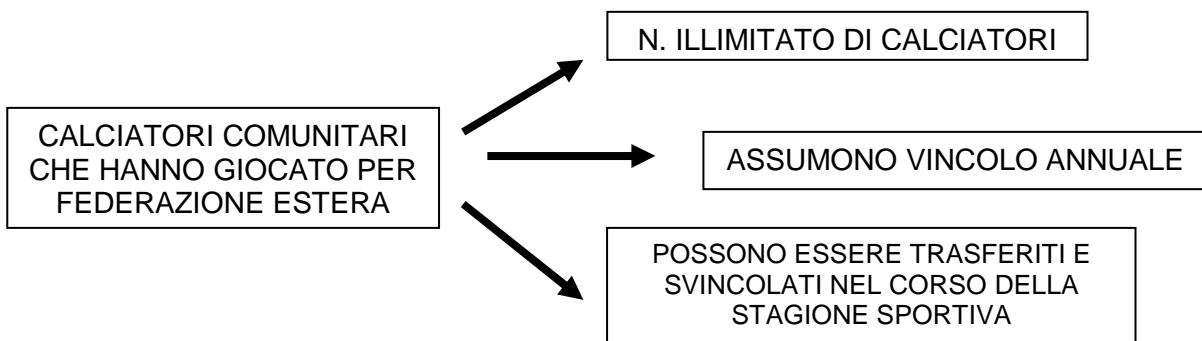 N. ILLIMITATO DI CALCIATORI
CALCIATORI COMUNITARI
CHE HANNO GIOCATO PER
FEDERAZIONE ESTERA
ASSUMONO VINCOLO ANNUALE
POSSONO ESSERE TRASFERITI E
SVINCOLATI NEL CORSO DELLA
STAGIONE SPORTIVA